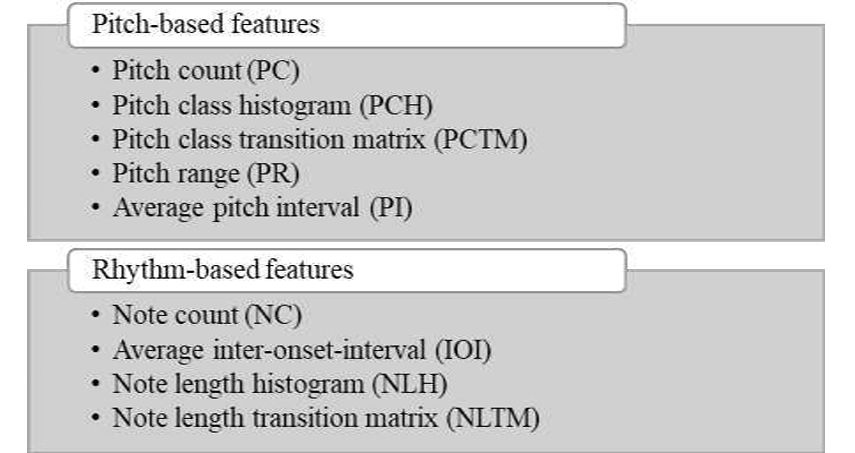 Pitch-based features
• Pitch count (PC)
• Pitch class histogram (PCH)
• Pitch class transition matrix (PCTM)
• Pitch range (PR)
• Average pitch interval (PI)
Rhythm-based features
• Note count (NC)
• Average inter-onset-interval (IOI)
• Note length histogram (NLH)
• Note length transition matrix (NLTM)